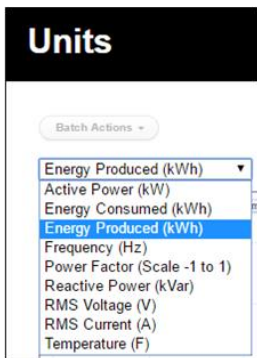 Units
Batch Actions
Energy Produced (kWh)
Active Power (kW)
Energy Consumed (kWh)
Energy Produced (kWh)
Frequency (Hz)
Power Factor (Scale -1 to 1)
Reactive Power (kVar)
RMS Voltage (V)
RMS Current (A)
Temperature (F)